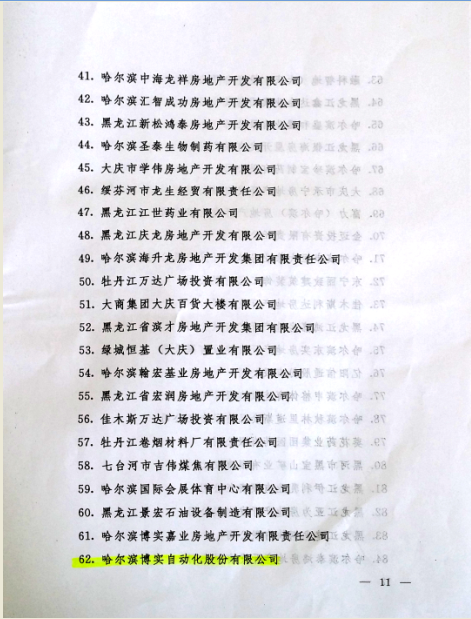 41. 哈尔滨中海龙祥房地产开发有限公司
42. 哈尔滨汇智成功房地产开发有限公司
43. 黑龙江新松鸿泰房地产开发有限公司
44. 哈尔滨圣泰生物制药有限公司
45. 大庆市学伟房地产开发有限公司
46. 绥芬河市龙生经贸有限责任公司
47. 黑龙江江世药业有限公司
48. 黑龙江庆龙房地产开发有限公司
49. 哈尔滨海升龙房地产开发集团有限责任公司
50. 牡丹江万达广场投资有限公司
51. 大商集团大庆百货大楼有限公司
52. 黑龙江省滨才房地产开发集团有限公司
53. 绿城恒基（大庆）置业有限公司
54. 哈尔滨翰宏基业房地产开发有限公司
55. 黑龙江省宏润房地产开发有限公司
56. 佳木斯万达广场投资有限公司
57. 牡丹江卷烟材料厂有限责任公司
58. 七台河市吉伟煤焦有限公司
59. 哈尔滨国际会展体育中心有限公司
60. 黑龙江景宏石油设备制造有限公司
61. 哈尔滨博实嘉业房地产开发有限责任公司
62. 哈尔滨博实自动化股份有限公司
— 11 —